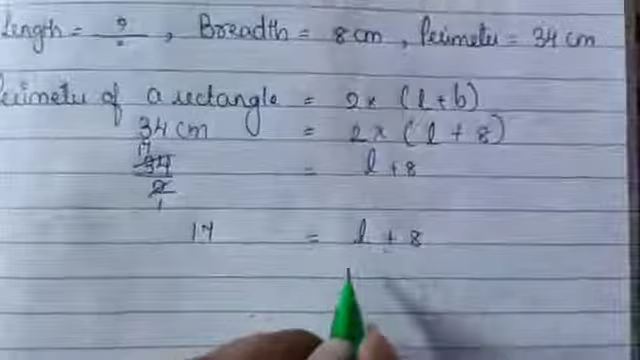 Length = ? , Breadth = 8 cm , Perimeter = 34 cm
Perimeter of a rectangle = 2 × (l + b)
34 cm = 2 × (l + 8)
17
34 = l + 8
2
1
17 = l + 8